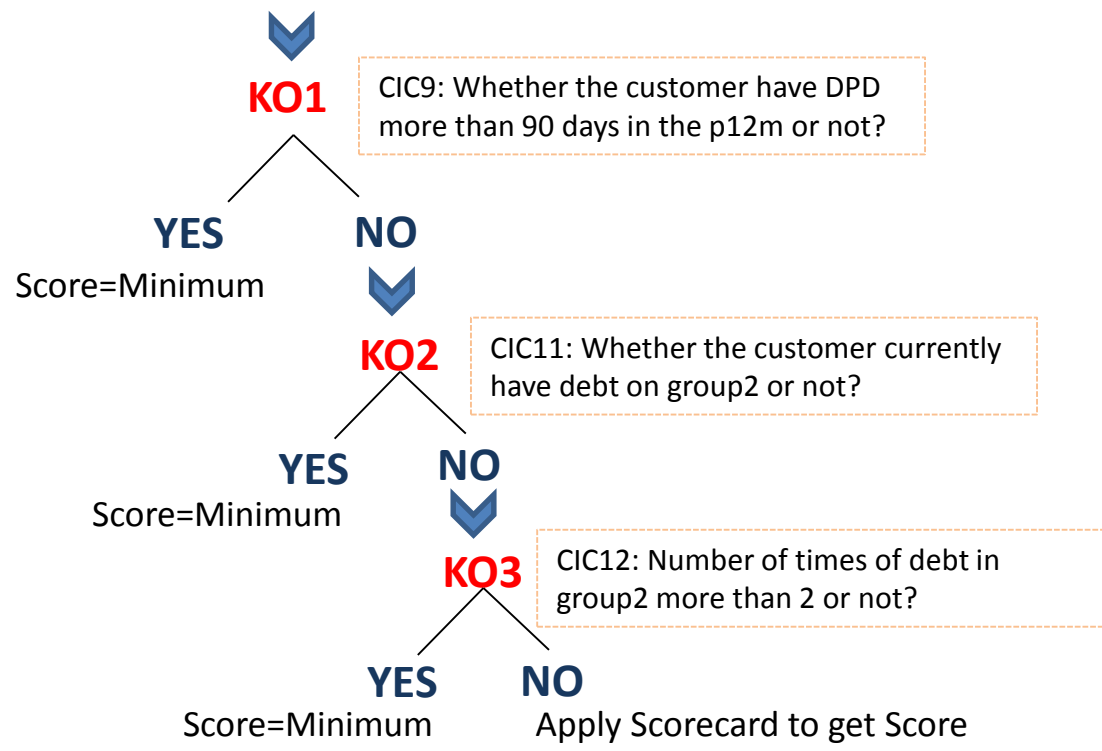 KO1
CIC9: Whether the customer have DPD
more than 90 days in the p12m or not?
YES
NO
Score=Minimum
KO2
CIC11: Whether the customer currently
have debt on group2 or not?
YES
NO
Score=Minimum
KO3
CIC12: Number of times of debt in
group2 more than 2 or not?
YES
NO
Score=Minimum
Apply Scorecard to get Score